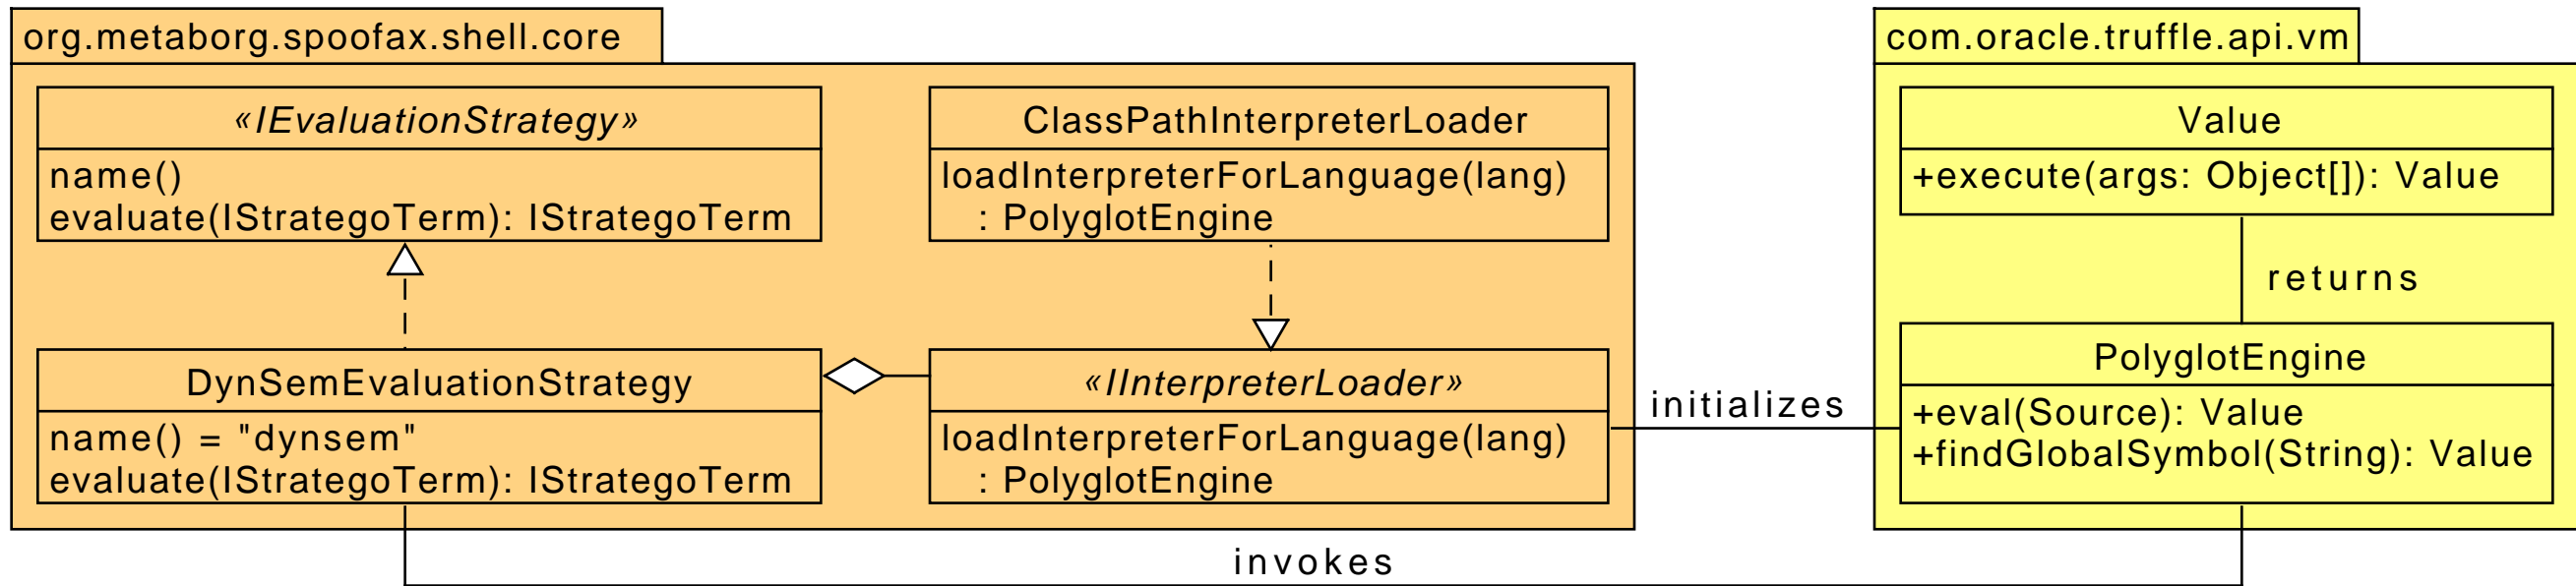 org.metaborg.spoofax.shell.core
«IEvaluationStrategy»
name()
evaluate(IStrategoTerm): IStrategoTerm
ClassPathInterpreterLoader
loadInterpreterForLanguage(lang)
: PolyglotEngine
DynSemEvaluationStrategy
name() = "dynsem"
evaluate(IStrategoTerm): IStrategoTerm
«IInterpreterLoader»
loadInterpreterForLanguage(lang)
: PolyglotEngine
initializes
invokes
com.oracle.truffle.api.vm
Value
+execute(args: Object[]): Value
returns
PolyglotEngine
+eval(Source): Value
+findGlobalSymbol(String): Value